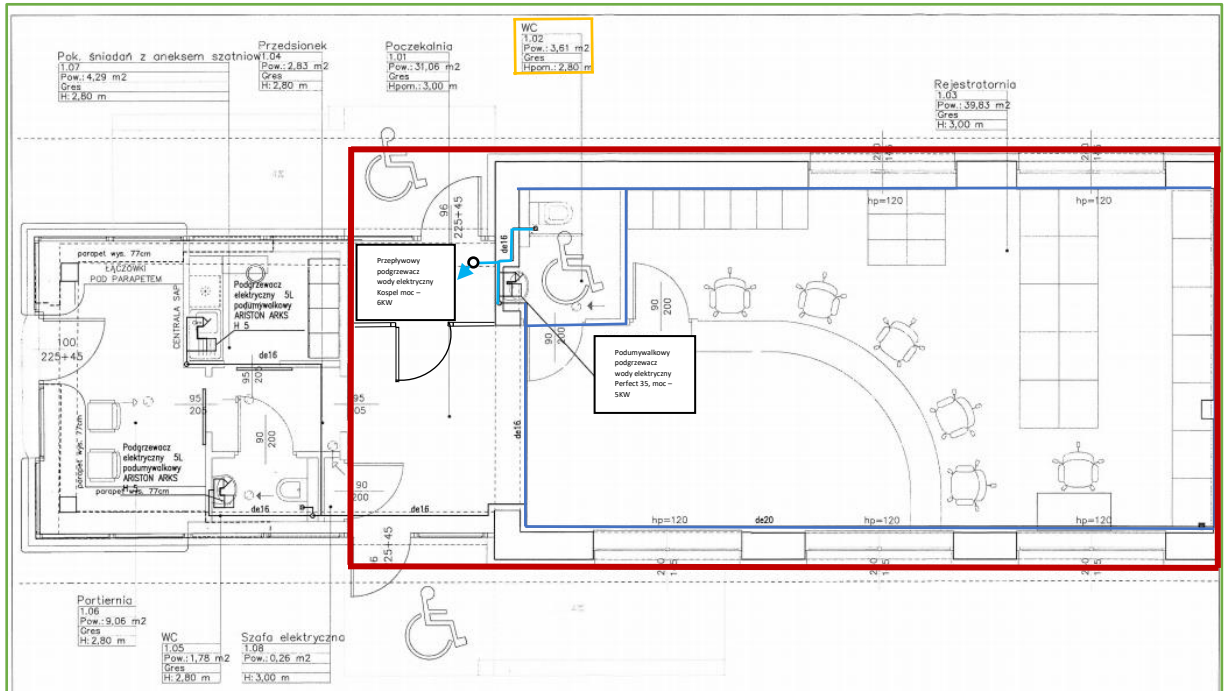 Pok. śniadań z aneksem szatniow
1.07
Pow.: 4,29 m2
Gres
H: 2,80 m
Przedsionek
1.04
Pow.: 2,83 m2
Gres
H: 2,80 m
Poczekalnia
1.01
Pow.: 31,06 m2
Gres
Hpom.: 3,00 m
WC
1.02
Pow.: 3,61 m2
Gres
Hpom.: 2,80 m
Rejestratornia
1.03
Pow.: 39,83 m2
Gres
H: 3,00 m
96
225+45
hp=120
hp=120
de16
parapet wys. 77cm
ŁĄCZÓWKI
POD PARAPETEM
CENTRALA SAP
Podgrzewacz
elektryczny 5L
podumywalkowy
ARISTON ARKS
H 5
de16
Przepływowy
podgrzewacz
wody elektryczny
Kospel moc –
6KW
90
200
90
200
Podumywalkowy
podgrzewacz
wody elektryczny
Perfect 35, moc –
5KW
100
225+45
95
205
95
205
95
205
90
200
de16
parapet wys. 77cm
Podgrzewacz
elektryczny 5L
podumywalkowy
ARISTON ARKS
H 5
parapet wys. 77cm
90
200
de16
de16
hp=120
de20
hp=120
hp=120
Portiernia
1.06
Pow.: 9,06 m2
Gres
H: 2,80 m
WC
1.05
Pow.: 1,78 m2
Gres
H: 2,80 m
Szafa elektryczna
1.08
Pow.: 0,26 m2
H: 3,00 m